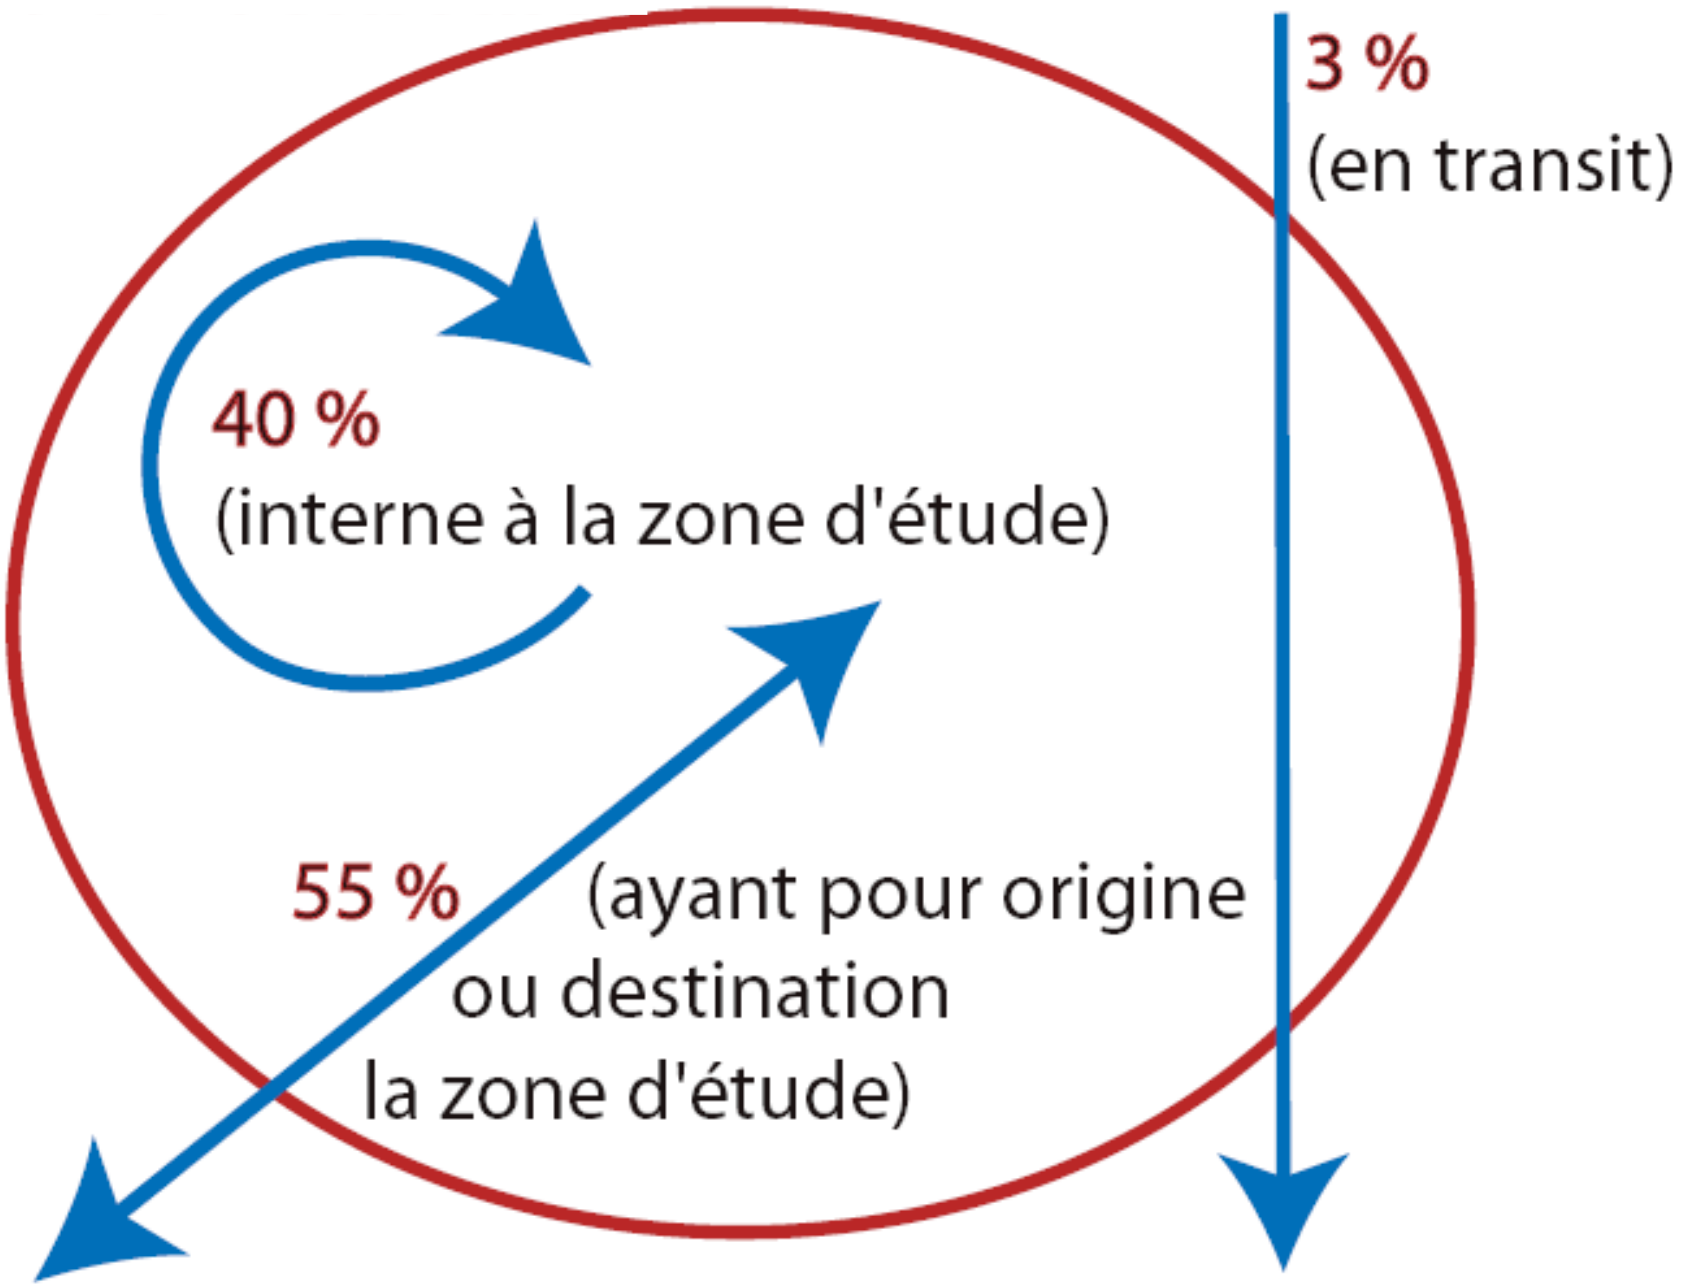 3 %
(en transit)
40 %
(interne à la zone d'étude)
55 % (ayant pour origine
ou destination
la zone d'étude)